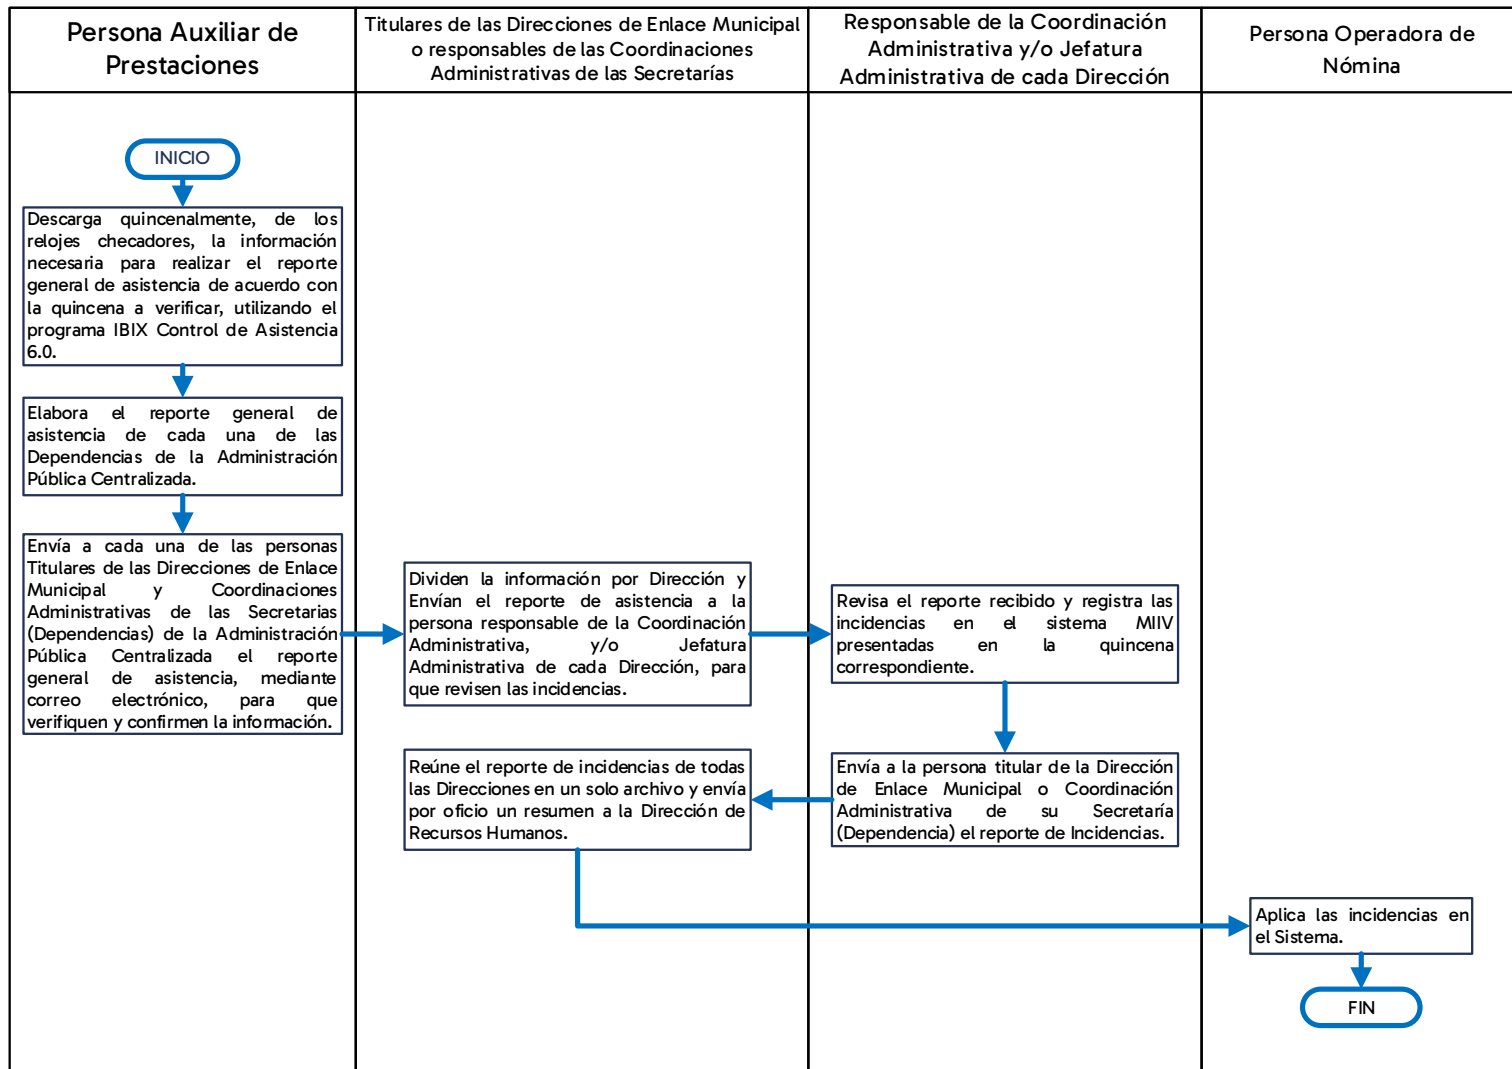 Persona Auxiliar de
Prestaciones
Titulares de las Direcciones de Enlace Municipal
o responsables de las Coordinaciones
Administrativas de las Secretarías
Responsable de la Coordinación
Administrativa y/o Jefatura
Administrativa de cada Dirección
Persona Operadora de
Nómina
INICIO
Descarga quincenalmente, de los
relojes checadores, la información
necesaria para realizar el reporte
general de asistencia de acuerdo con
la quincena a verificar, utilizando el
programa IBIX Control de Asistencia
6.0.
Elabora el reporte general de
asistencia de cada una de las
Dependencias de la Administración
Pública Centralizada.
Envía a cada una de las personas
Titulares de las Direcciones de Enlace
Municipal y Coordinaciones
Administrativas de las Secretarias
(Dependencias) de la Administración
Pública Centralizada el reporte
general de asistencia, mediante
correo electrónico, para que
verifiquen y confirmen la información.
Dividen la información por Dirección y
Envían el reporte de asistencia a la
persona responsable de la Coordinación
Administrativa, y/o Jefatura
Administrativa de cada Dirección, para
que revisen las incidencias.
Revisa el reporte recibido y registra las
incidencias en el sistema MIIV
presentadas en la quincena
correspondiente.
Envía a la persona titular de la Dirección
de Enlace Municipal o Coordinación
Administrativa de su Secretaría
(Dependencia) el reporte de Incidencias.
Reúne el reporte de incidencias de todas
las Direcciones en un solo archivo y envía
por oficio un resumen a la Dirección de
Recursos Humanos.
Aplica las incidencias en
el Sistema.
FIN